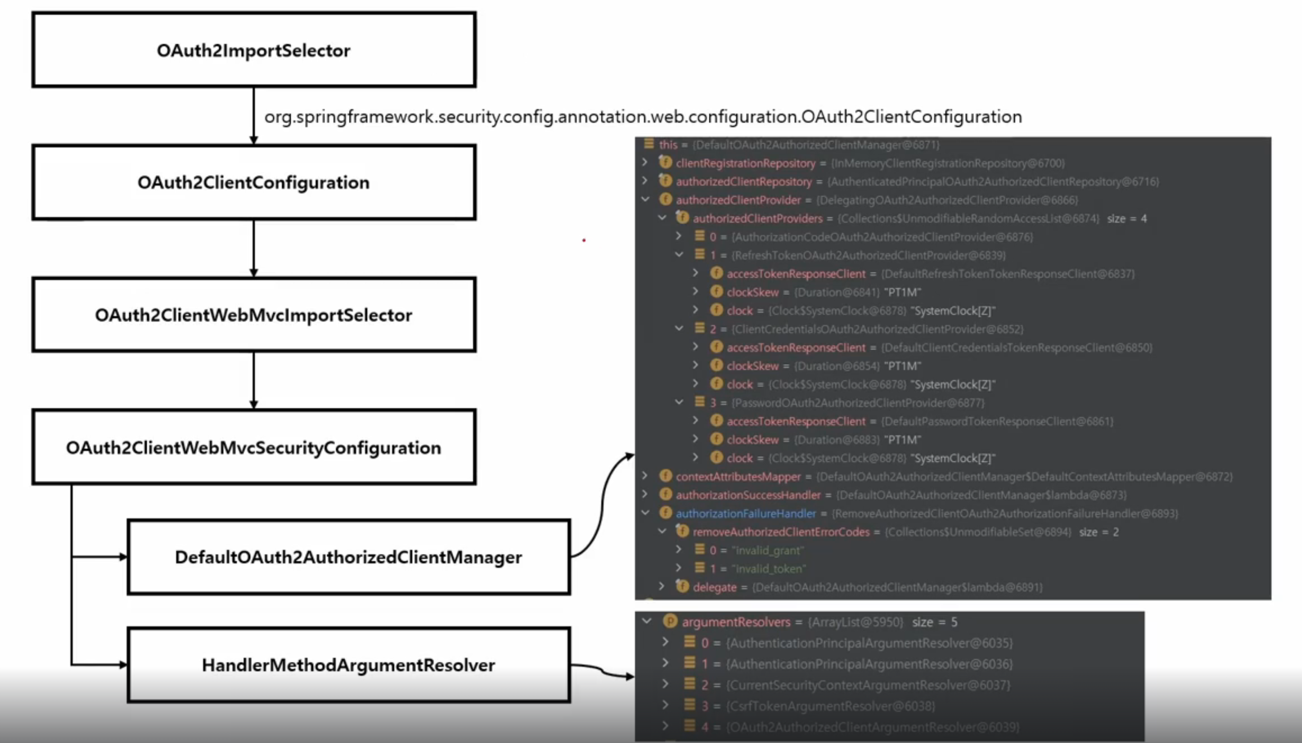 OAuth2ImportSelector
org.springframework.security.config.annotation.web.configuration.OAuth2ClientConfiguration
OAuth2ClientConfiguration
OAuth2ClientWebMvcImportSelector
OAuth2ClientWebMvcSecurityConfiguration
DefaultOAuth2AuthorizedClientManager
HandlerMethodArgumentResolver
this = {DefaultOAuth2AuthorizedClientManager@6871}
clientRegistrationRepository = {InMemoryClientRegistrationRepository@6700}
authorizedClientRepository = {AuthenticatedPrincipalOAuth2AuthorizedClientRepository@6716}
authorizedClientProvider = {DelegatingOAuth2AuthorizedClientProvider@6866}
authorizedClientProviders = {Collections$UnmodifiableRandomAccessList@6874} size = 4
0 = {AuthorizationCodeOAuth2AuthorizedClientProvider@6876}
1 = {RefreshTokenOAuth2AuthorizedClientProvider@6839}
accessTokenResponseClient = {DefaultRefreshTokenTokenResponseClient@6837}
clockSkew = {Duration@6841} "PT1M"
clock = {Clock$SystemClock@6878} "SystemClock[Z]"
2 = {ClientCredentialsOAuth2AuthorizedClientProvider@6852}
accessTokenResponseClient = {DefaultClientCredentialsTokenResponseClient@6850}
clockSkew = {Duration@6854} "PT1M"
clock = {Clock$SystemClock@6878} "SystemClock[Z]"
3 = {PasswordOAuth2AuthorizedClientProvider@6877}
accessTokenResponseClient = {DefaultPasswordTokenResponseClient@6861}
clockSkew = {Duration@6883} "PT1M"
clock = {Clock$SystemClock@6878} "SystemClock[Z]"
contextAttributesMapper = {DefaultOAuth2AuthorizedClientManager$DefaultContextAttributesMapper@6872}
authorizationSuccessHandler = {DefaultOAuth2AuthorizedClientManager$lambda@6873}
authorizationFailureHandler = {RemoveAuthorizedClientOAuth2AuthorizationFailureHandler@6893}
removeAuthorizedClientErrorCodes = {Collections$UnmodifiableSet@6894} size = 2
0 = "invalid_grant"
1 = "invalid_token"
delegate = {DefaultOAuth2AuthorizedClientManager$lambda@6891}
argumentResolvers = {ArrayList@5950} size = 5
0 = {AuthenticationPrincipalArgumentResolver@6035}
1 = {AuthenticationPrincipalArgumentResolver@6036}
2 = {CurrentSecurityContextArgumentResolver@6037}
3 = {CsrfTokenArgumentResolver@6038}
4 = {OAuth2AuthorizedClientArgumentResolver@6039}